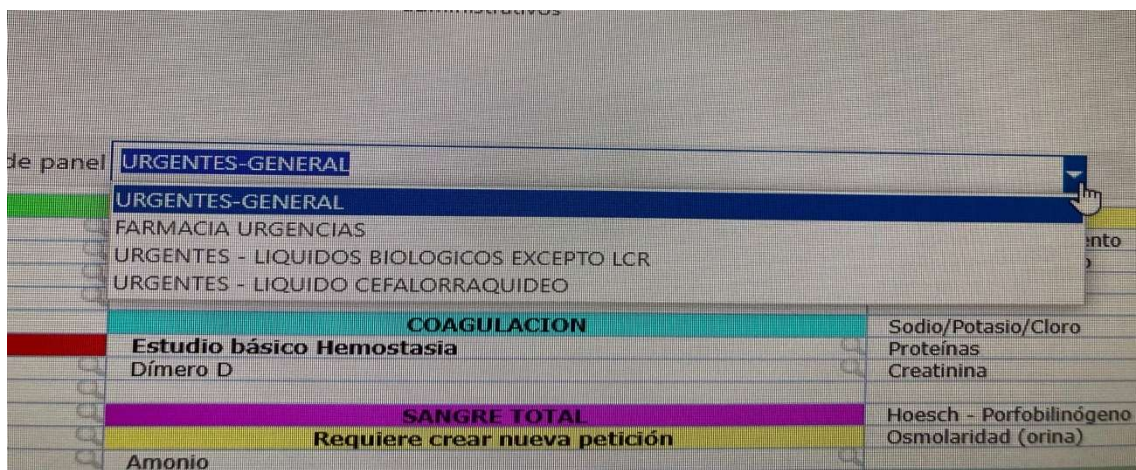 de panel URGENTES-GENERAL
URGENTES-GENERAL
FARMACIA URGENCIAS
URGENTES - LIQUIDOS BIOLOGICOS EXCEPTO LCR
URGENTES - LIQUIDO CEFALORRAQUIDEO
COAGULACION
Estudio básico Hemostasia
Dímero D
SANGRE TOTAL
Requiere crear nueva petición
Amonio
nto
Sodio/Potasio/Cloro
Proteínas
Creatinina
Hoesch - Porfobilinógeno
Osmolaridad (orina)